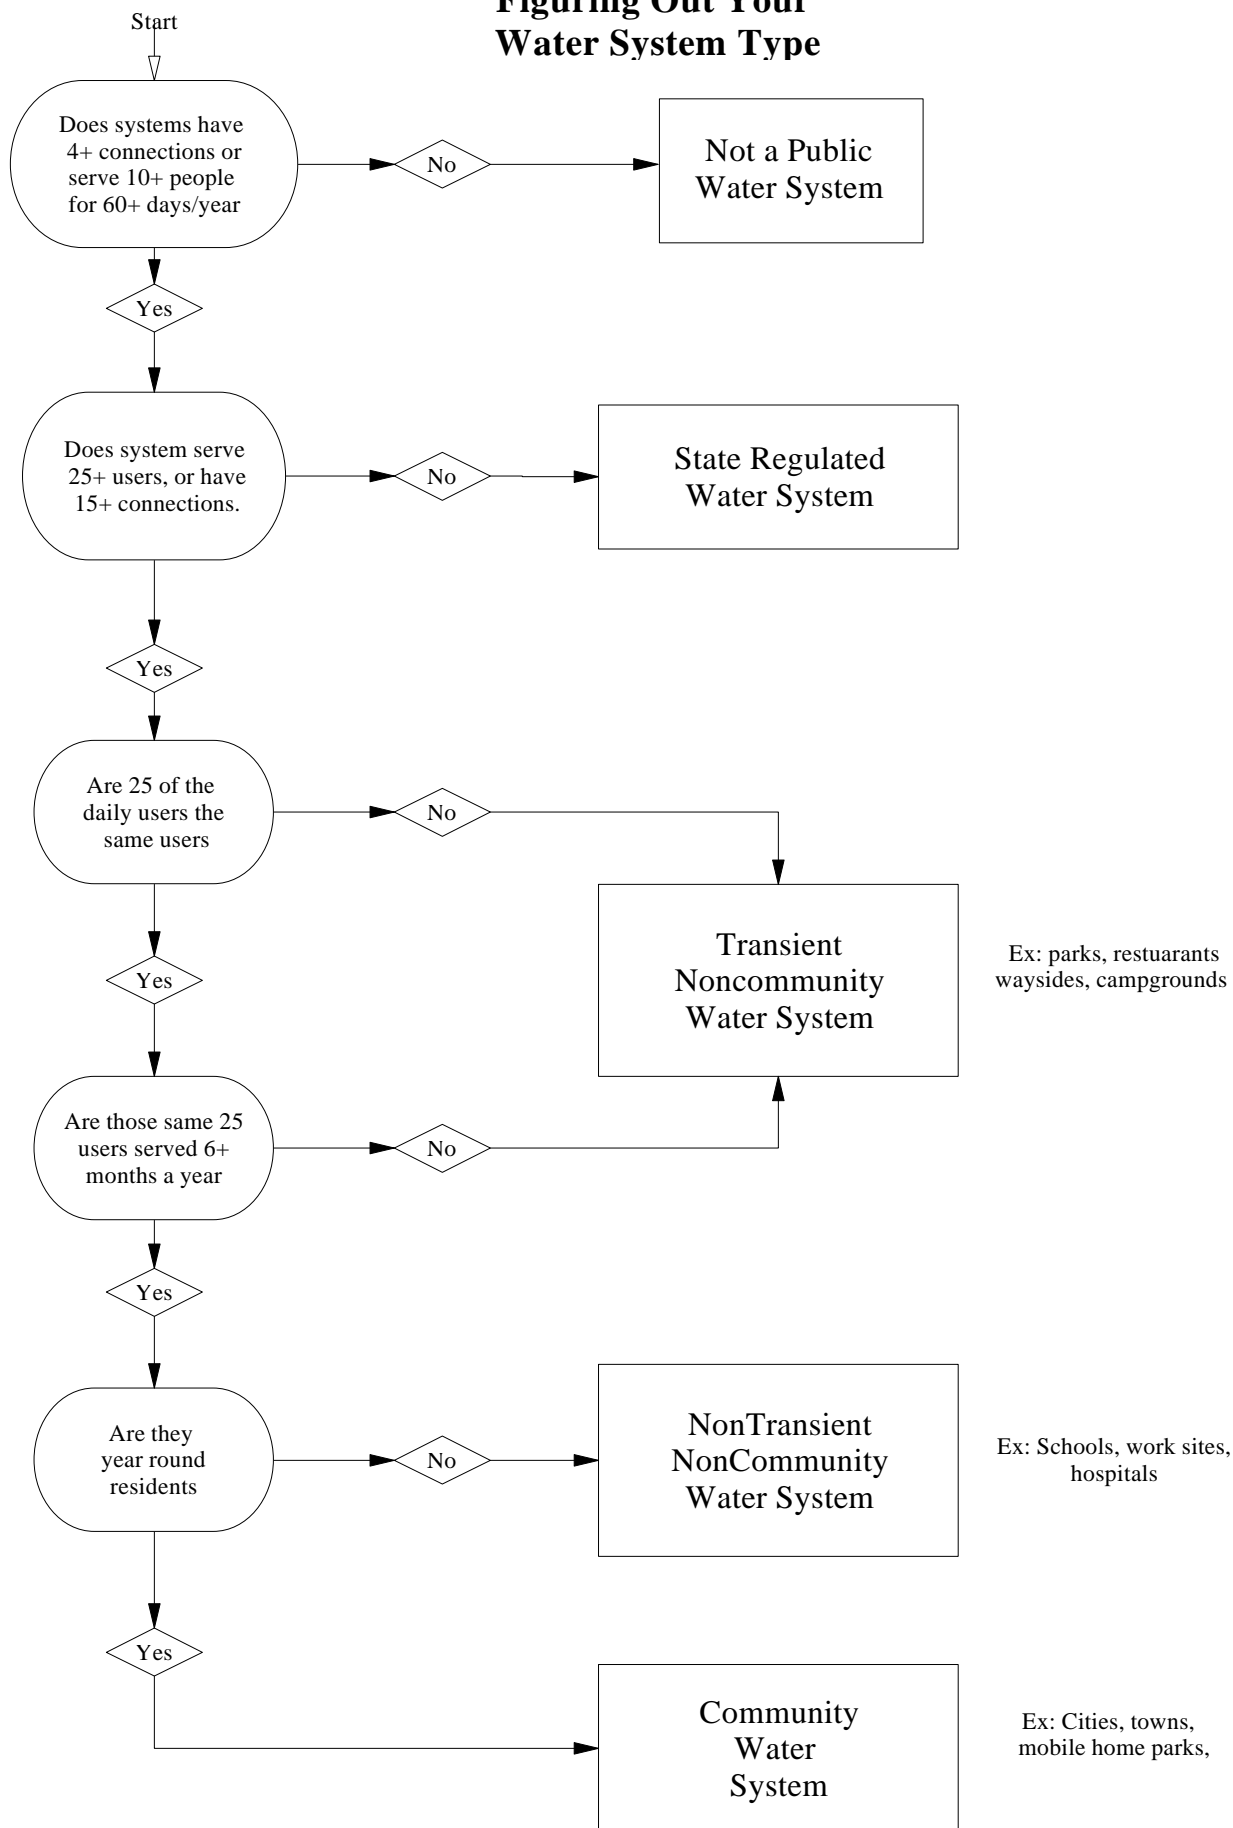 Figuring Out Your
Water System Type
Start
Does systems have
4+ connections or
serve 10+ people
for 60+ days/year
No
Not a Public
Water System
Yes
Does system serve
25+ users, or have
15+ connections.
No
State Regulated
Water System
Yes
Are 25 of the
daily users the
same users
No
Transient
Noncommunity
Water System
Ex: parks, restuarants
waysides, campgrounds
Yes
Are those same 25
users served 6+
months a year
No
Yes
Are they
year round
residents
No
NonTransient
NonCommunity
Water System
Ex: Schools, work sites,
hospitals
Yes
Community
Water
System
Ex: Cities, towns,
mobile home parks,